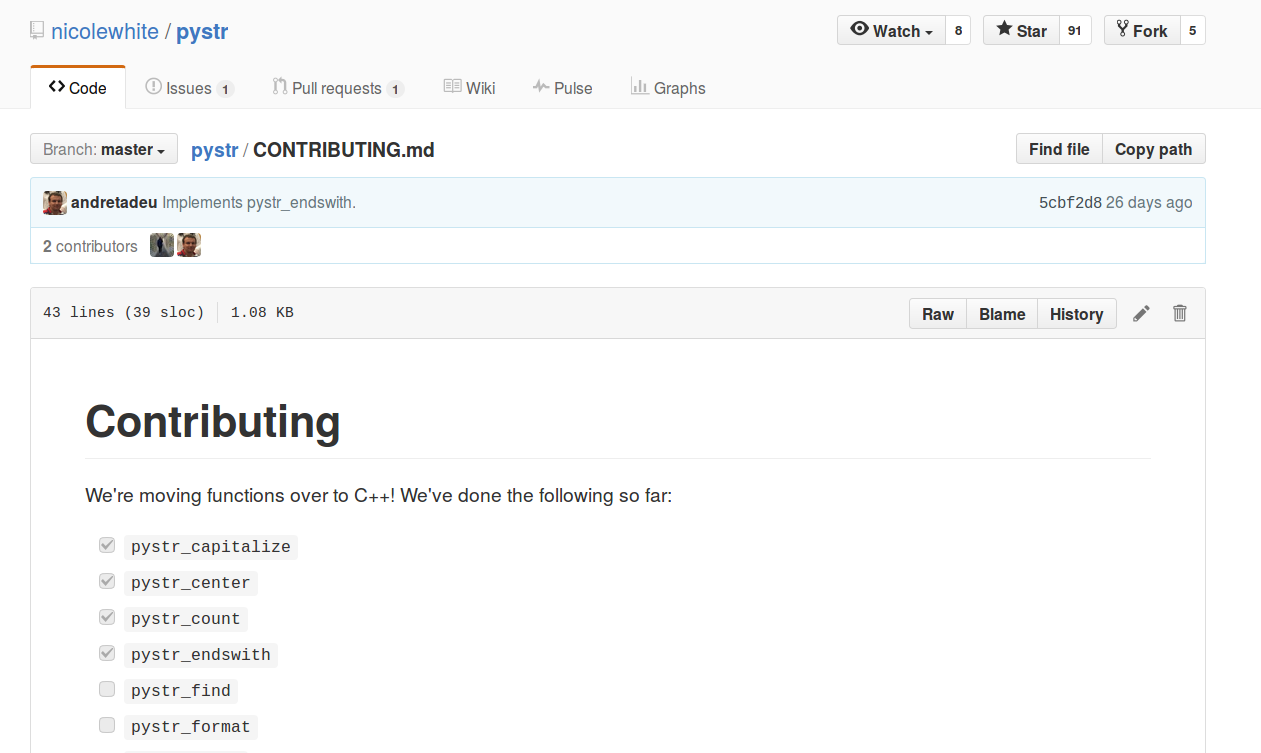 nicolewhite / pystr Watch 8 Star 91 Fork 5
Code Issues 1 Pull requests 1 Wiki Pulse Graphs
Branch: master pystr / CONTRIBUTING.md Find file Copy path
andretadeu Implements pystr_endswith. 5cbf2d8 26 days ago
2 contributors
43 lines (39 sloc) 1.08 KB Raw Blame History
Contributing
We're moving functions over to C++! We've done the following so far:
pystr_capitalize
pystr_center
pystr_count
pystr_endswith
pystr_find
pystr_format